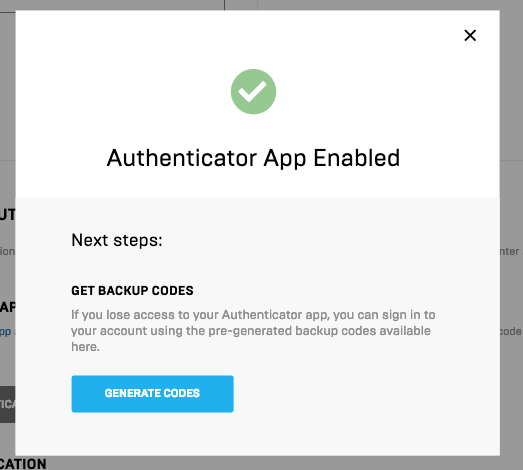 Authenticator App Enabled
Next steps:
GET BACKUP CODES
If you lose access to your Authenticator app, you can sign in to
your account using the pre-generated backup codes available
here.
GENERATE CODES